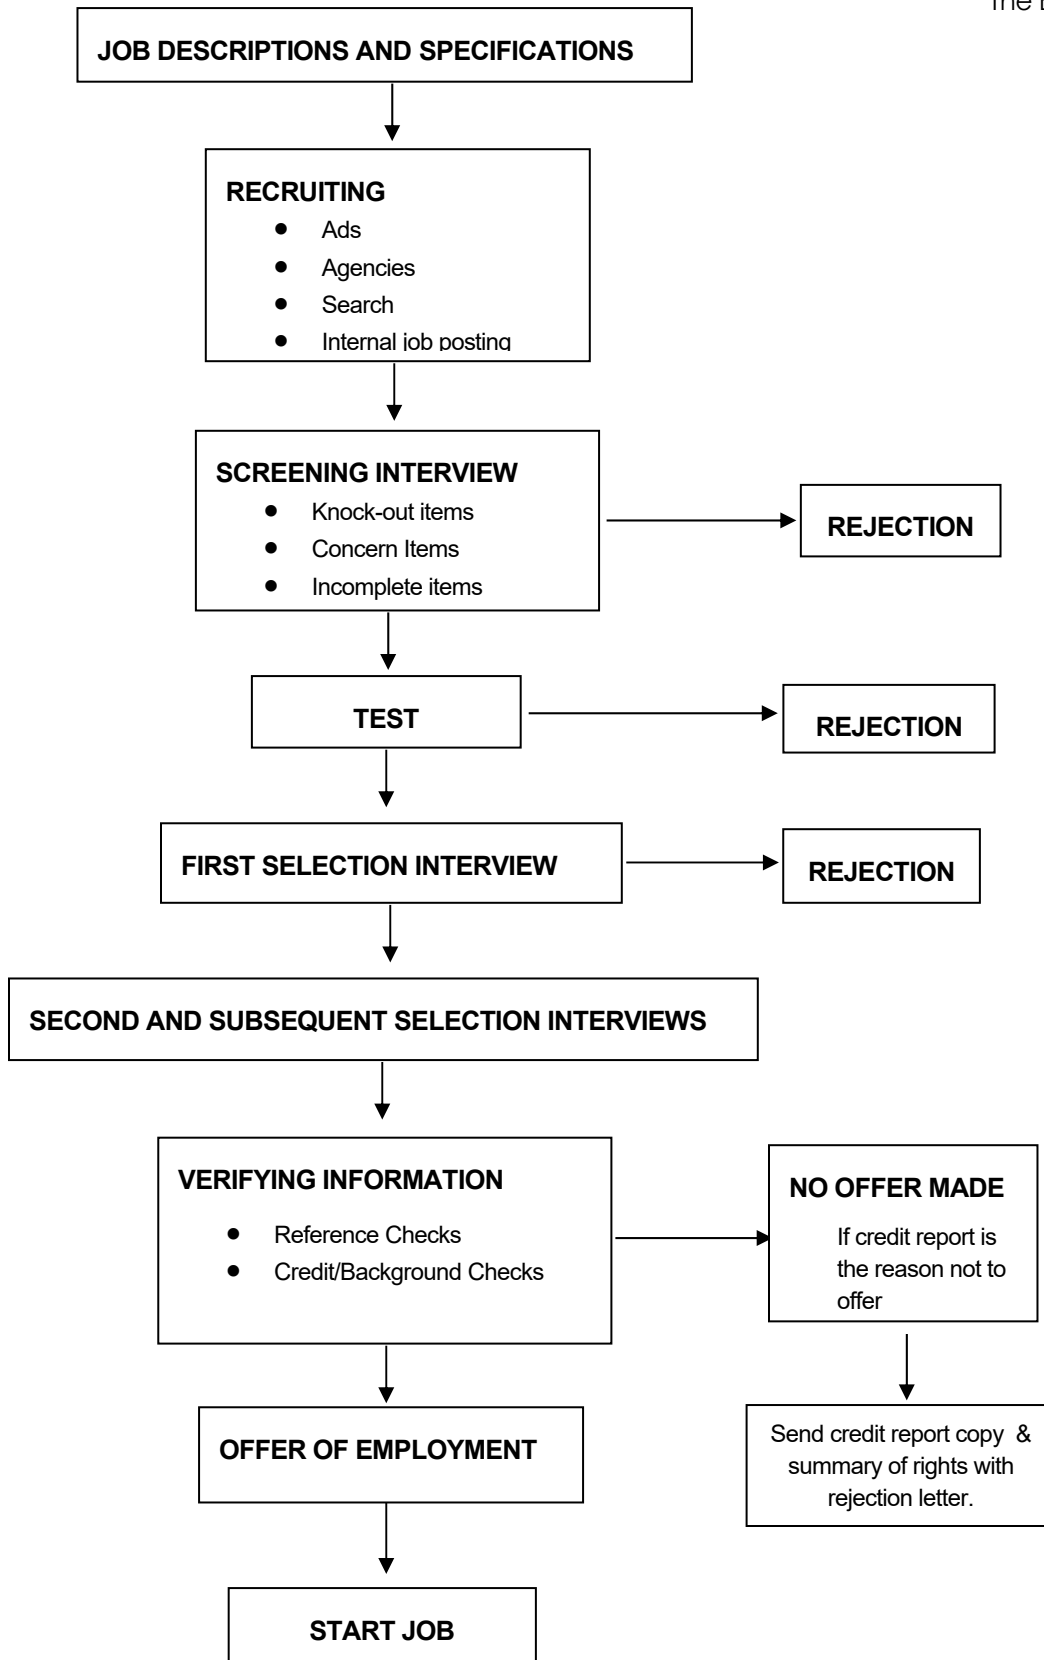 The
JOB DESCRIPTIONS AND SPECIFICATIONS
RECRUITING
● Ads
● Agencies
● Search
● Internal job posting
SCREENING INTERVIEW
● Knock-out items
● Concern Items
● Incomplete items
REJECTION
TEST
REJECTION
FIRST SELECTION INTERVIEW
REJECTION
SECOND AND SUBSEQUENT SELECTION INTERVIEWS
VERIFYING INFORMATION
● Reference Checks
● Credit/Background Checks
NO OFFER MADE
If credit report is
the reason not to
offer
OFFER OF EMPLOYMENT
Send credit report copy & 
summary of rights with
rejection letter.
START JOB